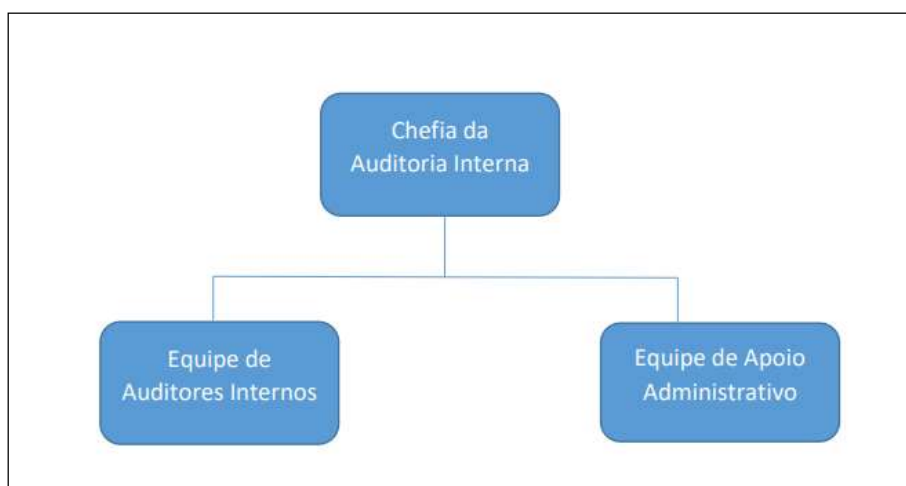 Chefia da
Auditoria Interna
Equipe de
Auditores Internos
Equipe de Apoio
Administrativo